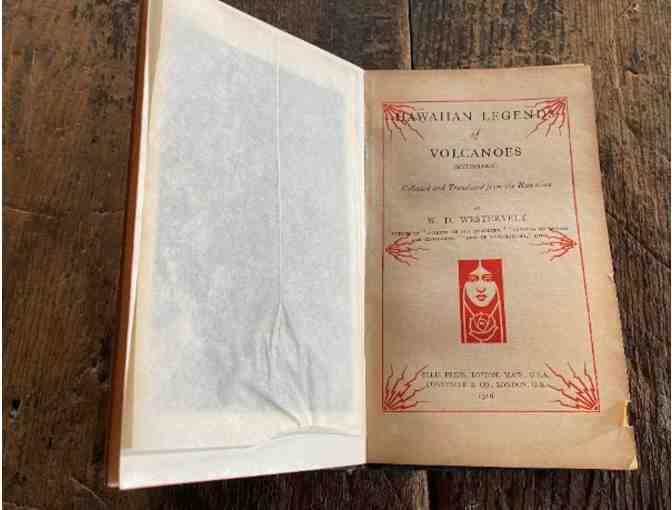 HAWAIIAN LEGENDS
of
VOLCANOES
(MYTHOLOGY)
Collected and Translated from the Hawaiian
BY
W. D. WESTERVELT
ELLIS PRESS, BOSTON, MASS., U.S.A.
CONSTABLE & CO., LONDON, G.B.
1916